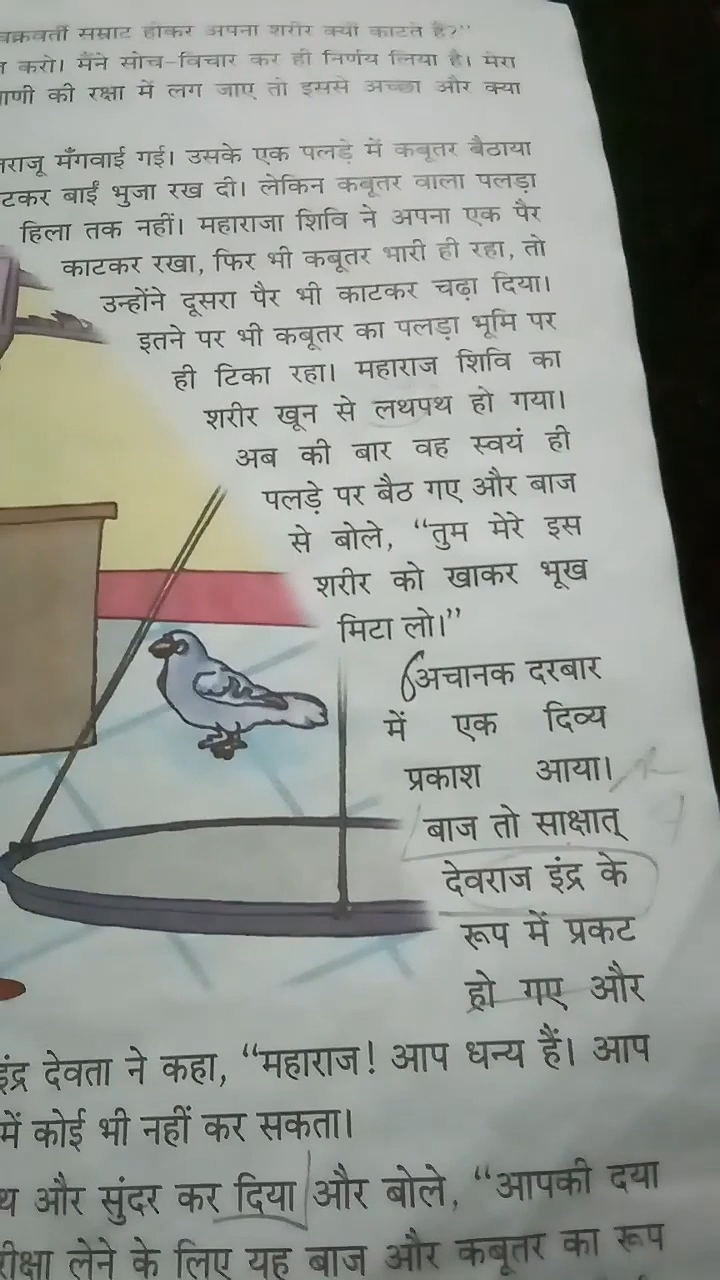 चक्रवर्ती सम्राट होकर अपना शरीर क्यों काटते हैं?”
करो। मैंने सोच-विचार कर ही निर्णय लिया है। मेरा
की रक्षा में लग जाए तो इससे अच्छा और क्या
मँगवाई गई। उसके एक पलड़े में कबूतर बैठाया
बाईं भुजा रख दी। लेकिन कबूतर वाला पलड़ा
हिला तक नहीं। महाराजा शिवि ने अपना एक पैर
काटकर रखा, फिर भी कबूतर भारी ही रहा, तो
उन्होंने दूसरा पैर भी काटकर चढ़ा दिया।
इतने पर भी कबूतर का पलड़ा भूमि पर
ही टिका रहा। महाराज शिवि का
शरीर खून से लथपथ हो गया।
अब की बार वह स्वयं ही
पलड़े पर बैठ गए और बाज
से बोले, “तुम मेरे इस
शरीर को खाकर भूख
मिटा लो।”
अचानक दरबार
में एक दिव्य
प्रकाश आया।
बाज तो साक्षात्
देवराज इंद्र के
रूप में प्रकट
हो गए और
इंद्र देवता ने कहा, “महाराज! आप धन्य हैं। आप
में कोई भी नहीं कर सकता।
और सुंदर कर दिया और बोले, “आपकी दया
लेने के लिए यह बाज और कबूतर का रूप